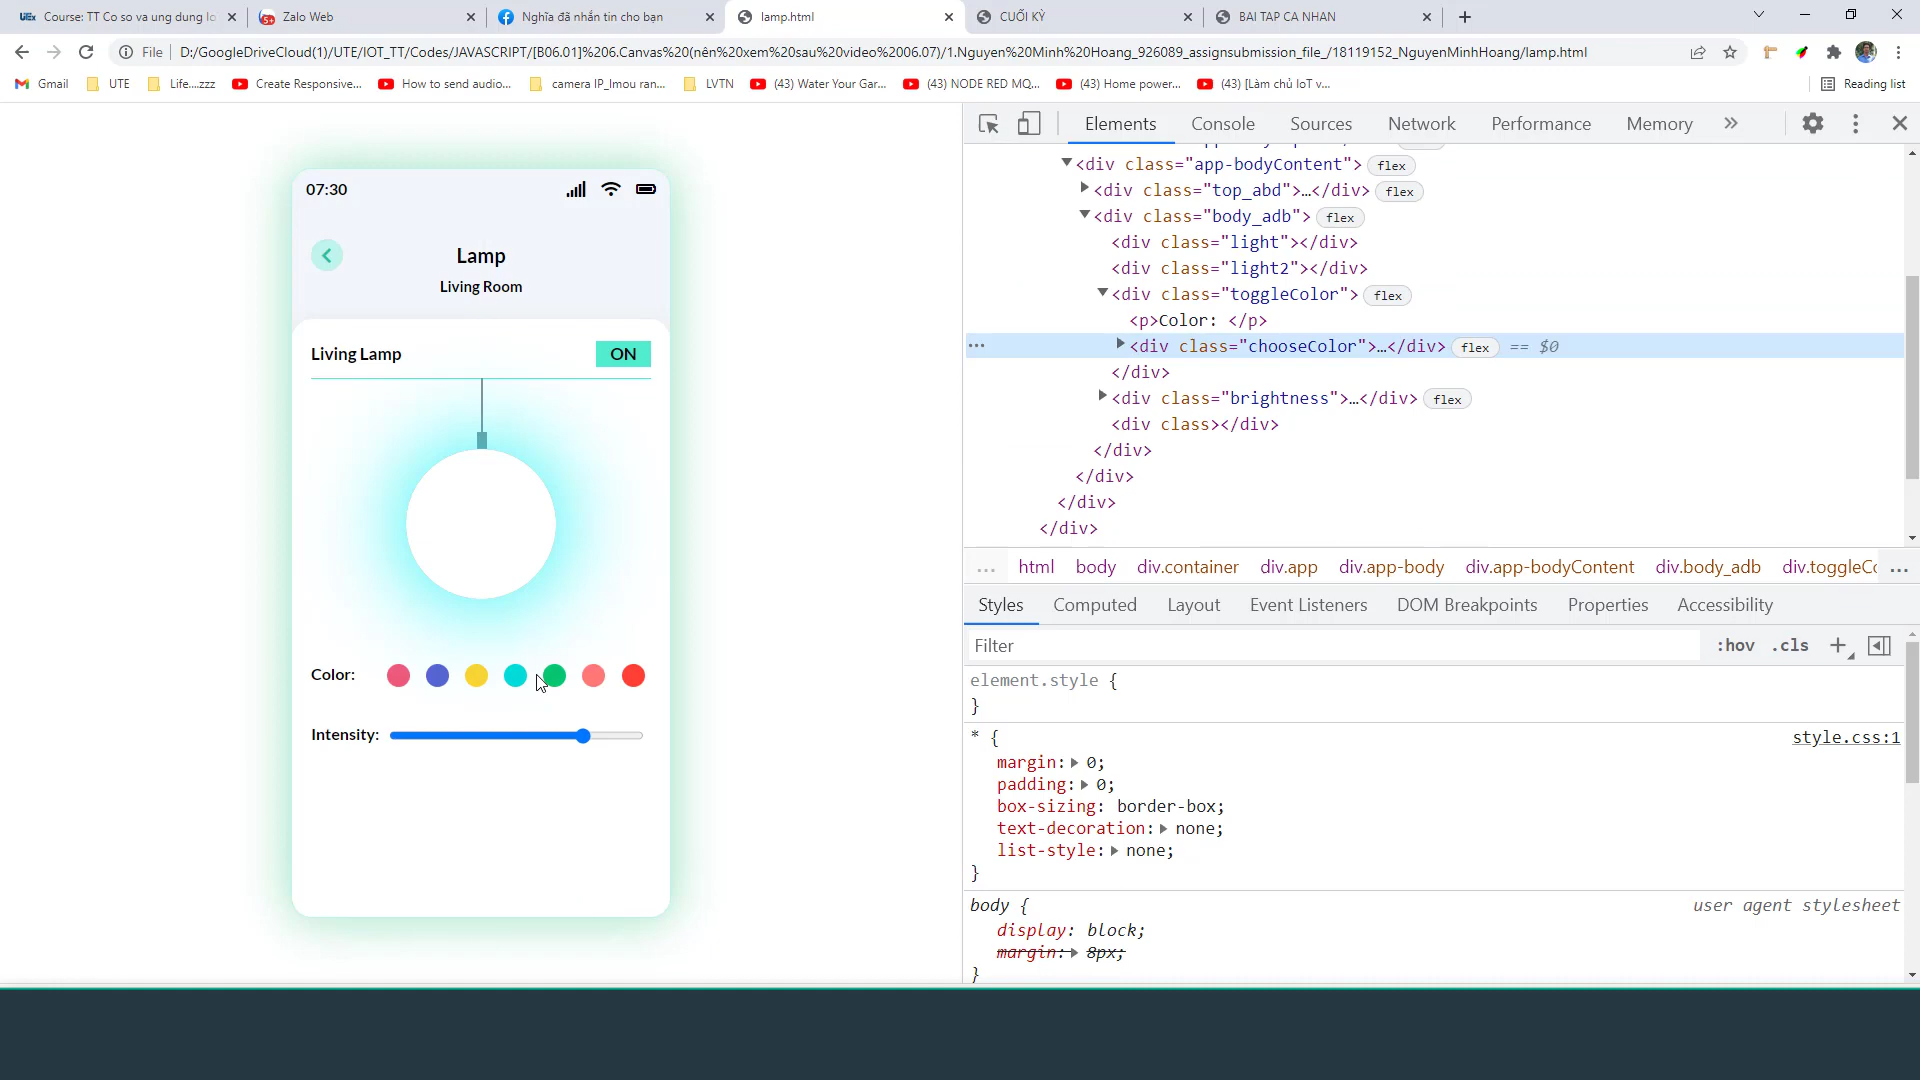 TT Co so va ung dung lo
Zalo Web
Nghĩa đã nhắn tin cho bạn
lamp.html
CUỐI KỲ
BAI TAP CA NHAN
File
D:/GoogleDriveCloud(1)/UTE/IOT_TT/Codes/JAVASCRIPT/[B06.01]%206.Canvas%20(nên%20xem%20sau%20video%2006.07)/1.Nguyen%20Minh%20Hoang_926089_assignsubmission_file_/18119152_NguyenMinhHoang/lamp.html
Gmail
UTE
Life....zzz
Create Responsive...
How to send audio...
camera IP_Imou ran...
LVTN
(43) Water Your Gar...
(43) NODE RED MQ...
(43) Home power...
(43) [Làm chủ IoT v...
Reading list
07:30
Lamp
Living Room
Living Lamp
ON
Color:
Intensity:
Elements
Console
Sources
Network
Performance
Memory
<div class="app-bodyContent"> flex
<div class="top_abd">…</div> flex
<div class="body_adb"> flex
<div class="light"></div>
<div class="light2"></div>
<div class="toggleColor"> flex
<p>Color: </p>
<div class="chooseColor">…</div> flex == $0
</div>
<div class="brightness">…</div> flex
<div class></div>
</div>
</div>
</div>
</div>
... html body div.container div.app div.app-body div.app-bodyContent div.body_adb div.toggleCo ...
Styles
Computed
Layout
Event Listeners
DOM Breakpoints
Properties
Accessibility
Filter
:hov .cls
element.style {
}
* {
style.css:1
margin: 0;
padding: 0;
box-sizing: border-box;
text-decoration: none;
list-style: none;
}
body {
user agent stylesheet
display: block;
margin: 8px;
}